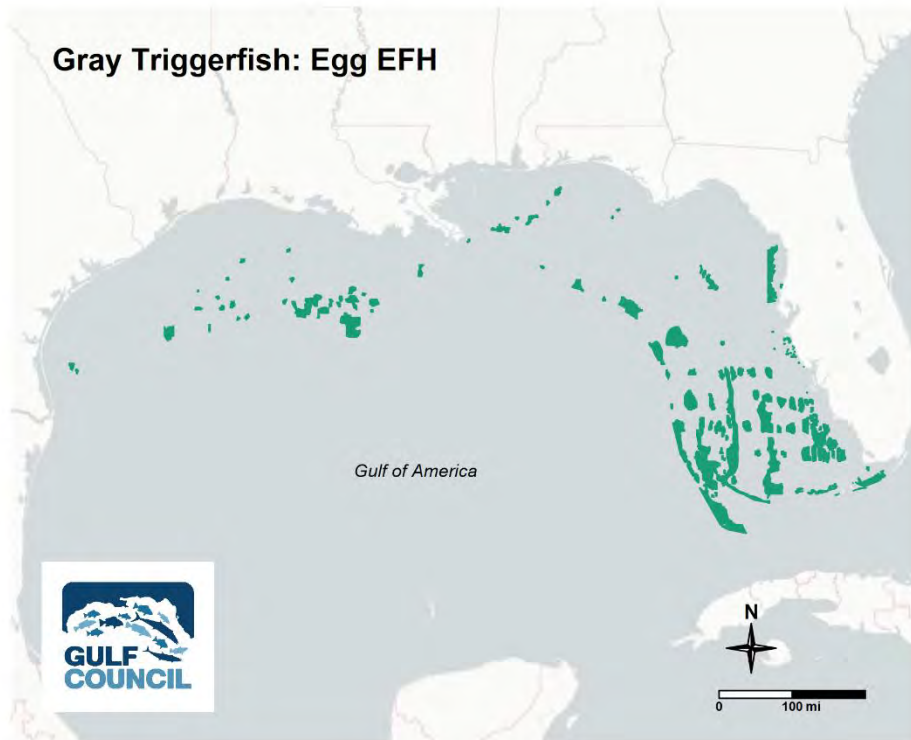 Gray Triggerfish: Egg EFH
Gulf of America
GULF
COUNCIL
N
0 100 mi